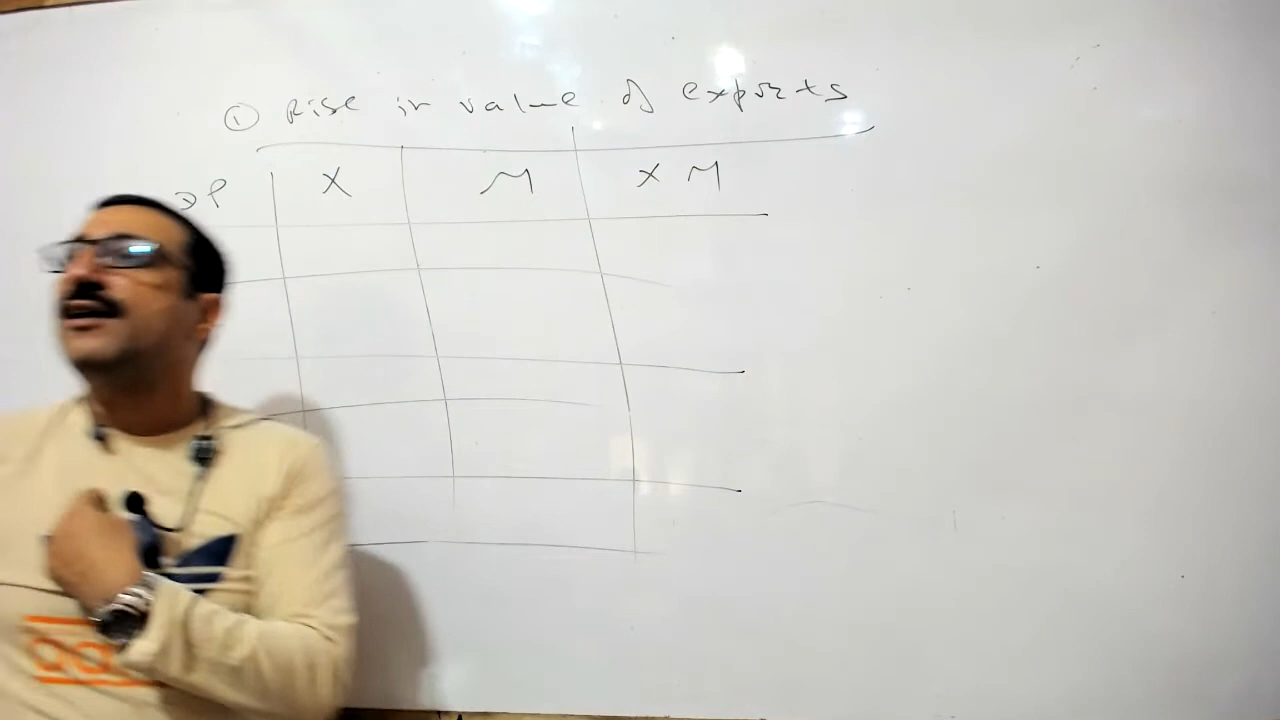 ① Rise in value of exports
X M X M